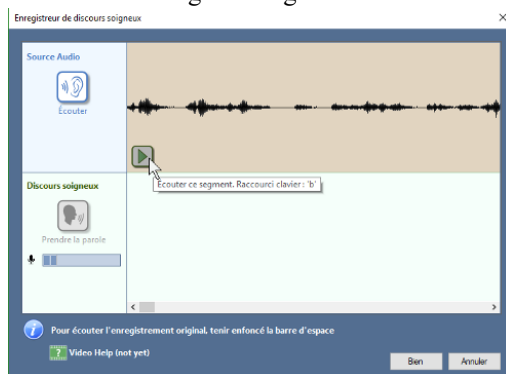 Enregistreur de discours soigneux
Source Audio
Écouter
Ecouter ce segment. Raccourci clavier : 'b'
Discours soigneux
Prendre la parole
Pour écouter l'enregistrement original, tenir enfoncé la barre d'espace
? Video Help (not yet)
Bien
Annuler